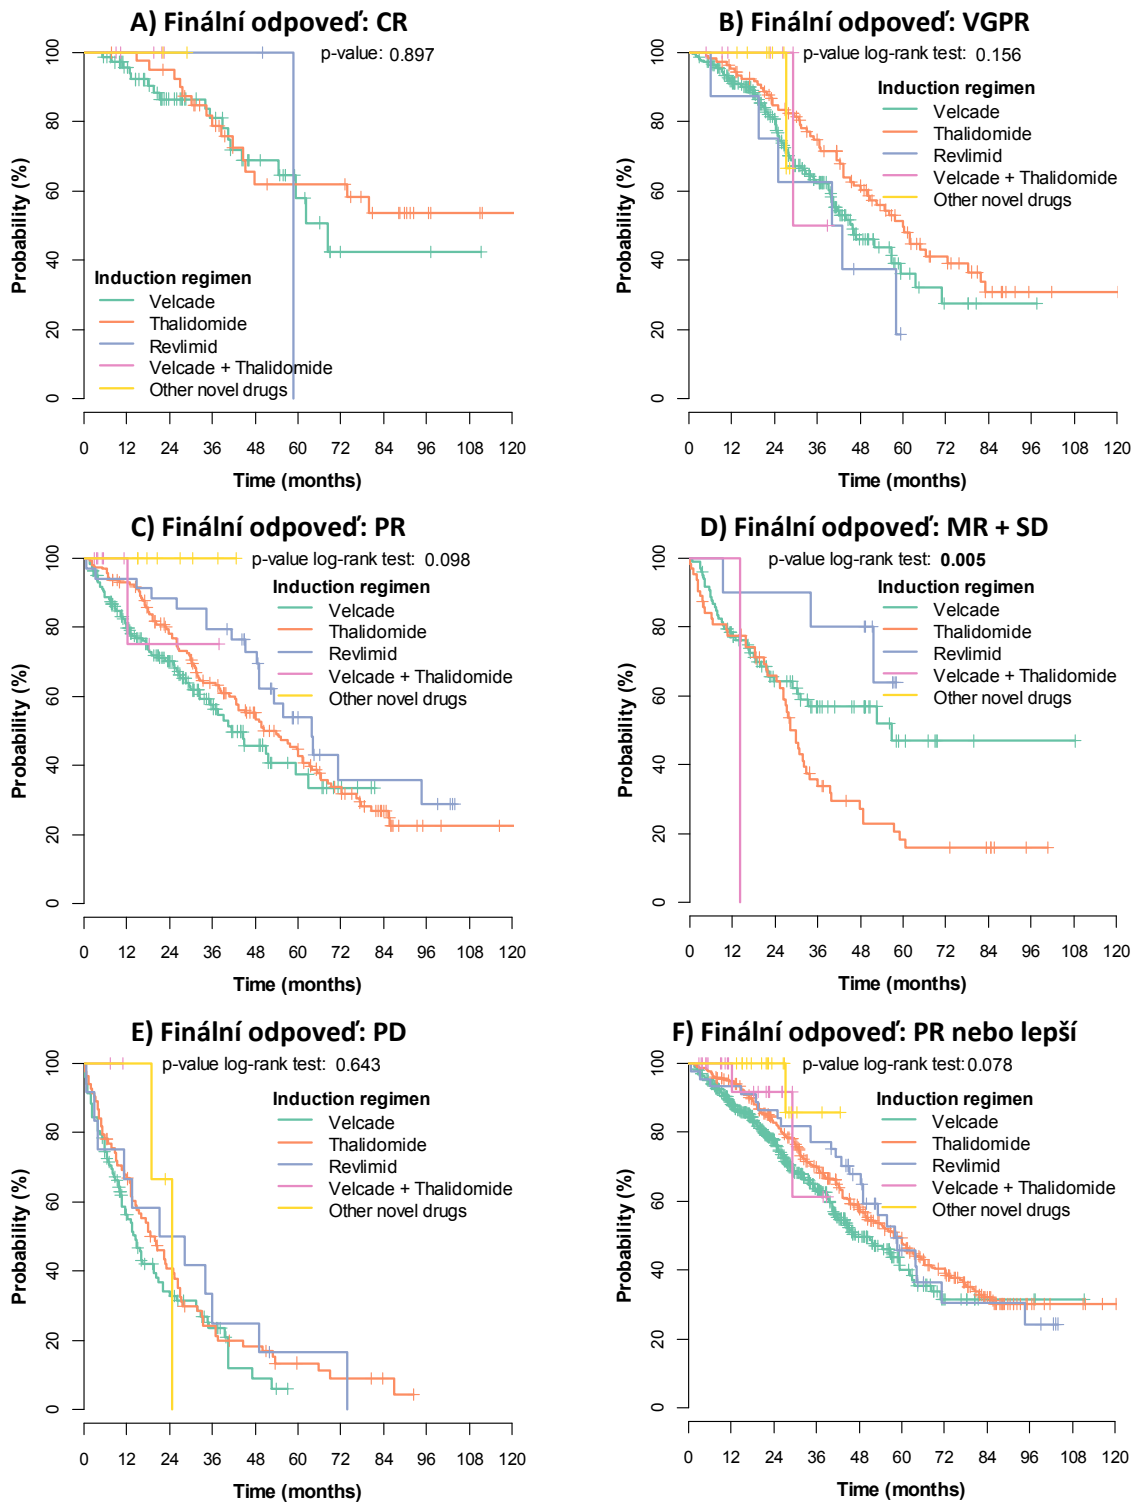 A) Finální odpoveď: CR
p-value: 0.897
100
80
60
40
20
0
Probability (%)
Induction regimen
Velcade
Thalidomide
Revlimid
Velcade + Thalidomide
Other novel drugs
0 12 24 36 48 60 72 84 96 108 120
Time (months)
B) Finální odpoveď: VGPR
p-value log-rank test: 0.156
100
80
60
40
20
0
Probability (%)
Induction regimen
Velcade
Thalidomide
Revlimid
Velcade + Thalidomide
Other novel drugs
0 12 24 36 48 60 72 84 96 108 120
Time (months)
C) Finální odpoveď: PR
p-value log-rank test: 0.098
100
80
60
40
20
0
Probability (%)
Induction regimen
Velcade
Thalidomide
Revlimid
Velcade + Thalidomide
Other novel drugs
0 12 24 36 48 60 72 84 96 108 120
Time (months)
D) Finální odpoveď: MR + SD
p-value log-rank test: 0.005
100
80
60
40
20
0
Probability (%)
Induction regimen
Velcade
Thalidomide
Revlimid
Velcade + Thalidomide
Other novel drugs
0 12 24 36 48 60 72 84 96 108 120
Time (months)
E) Finální odpoveď: PD
p-value log-rank test: 0.643
100
80
60
40
20
0
Probability (%)
Induction regimen
Velcade
Thalidomide
Revlimid
Velcade + Thalidomide
Other novel drugs
0 12 24 36 48 60 72 84 96 108 120
Time (months)
F) Finální odpoveď: PR nebo lepší
p-value log-rank test: 0.078
100
80
60
40
20
0
Probability (%)
Induction regimen
Velcade
Thalidomide
Revlimid
Velcade + Thalidomide
Other novel drugs
0 12 24 36 48 60 72 84 96 108 120
Time (months)